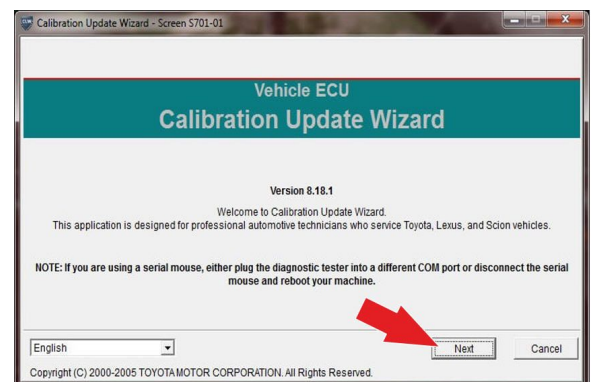 Calibration Update Wizard - Screen S701-01
Vehicle ECU
Calibration Update Wizard
Version 8.18.1
Welcome to Calibration Update Wizard.
This application is designed for professional automotive technicians who service Toyota, Lexus, and Scion vehicles.
NOTE: If you are using a serial mouse, either plug the diagnostic tester into a different COM port or disconnect the serial
mouse and reboot your machine.
English
Next
Cancel
Copyright (C) 2000-2005 TOYOTA MOTOR CORPORATION. All Rights Reserved.